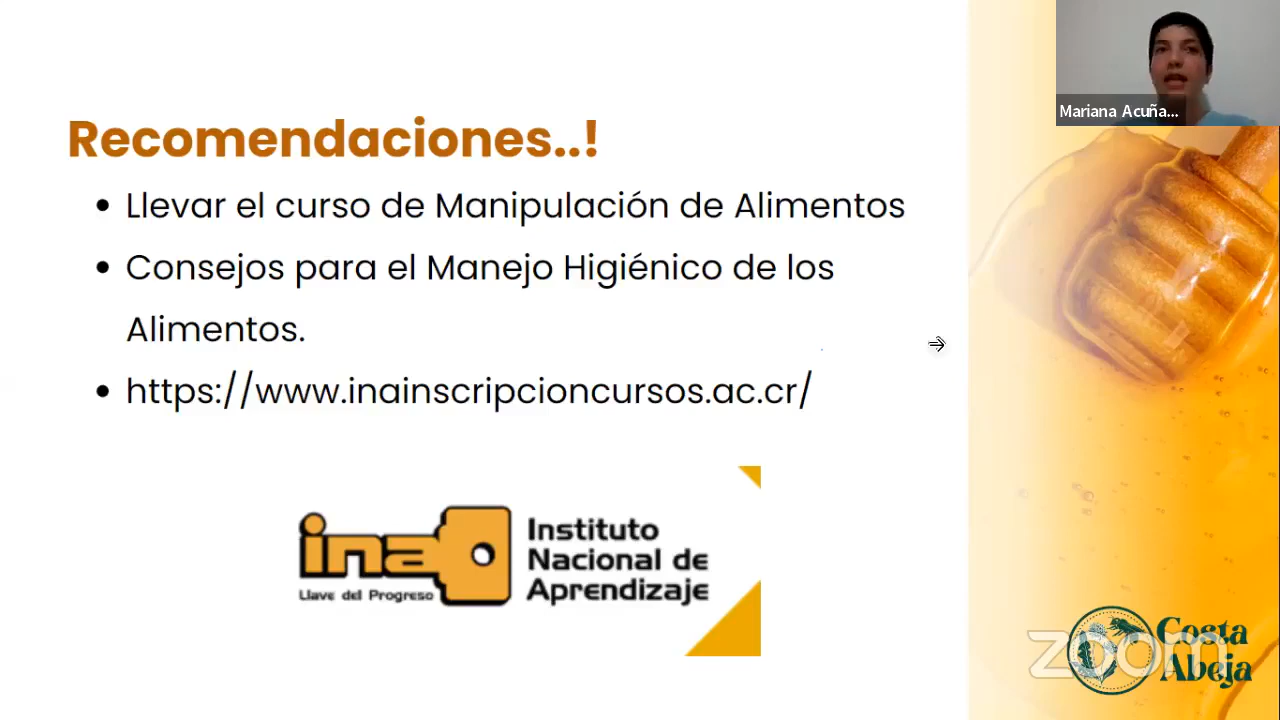 Mariana Acuña...
Recomendaciones..!
• Llevar el curso de Manipulación de Alimentos
• Consejos para el Manejo Higiénico de los
Alimentos.
• https://www.inainscripcioncursos.ac.cr/
ina
Llave del Progreso
Instituto
Nacional de
Aprendizaje
Costa
Abeja
zoom